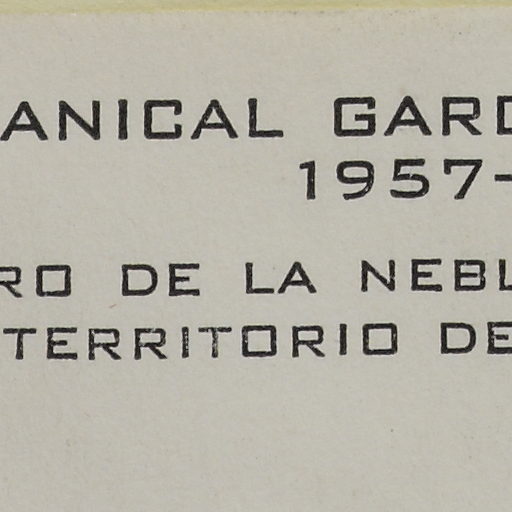 ANICAL GARD
1957-
RO DE LA NEBL
TERRITORIO DE